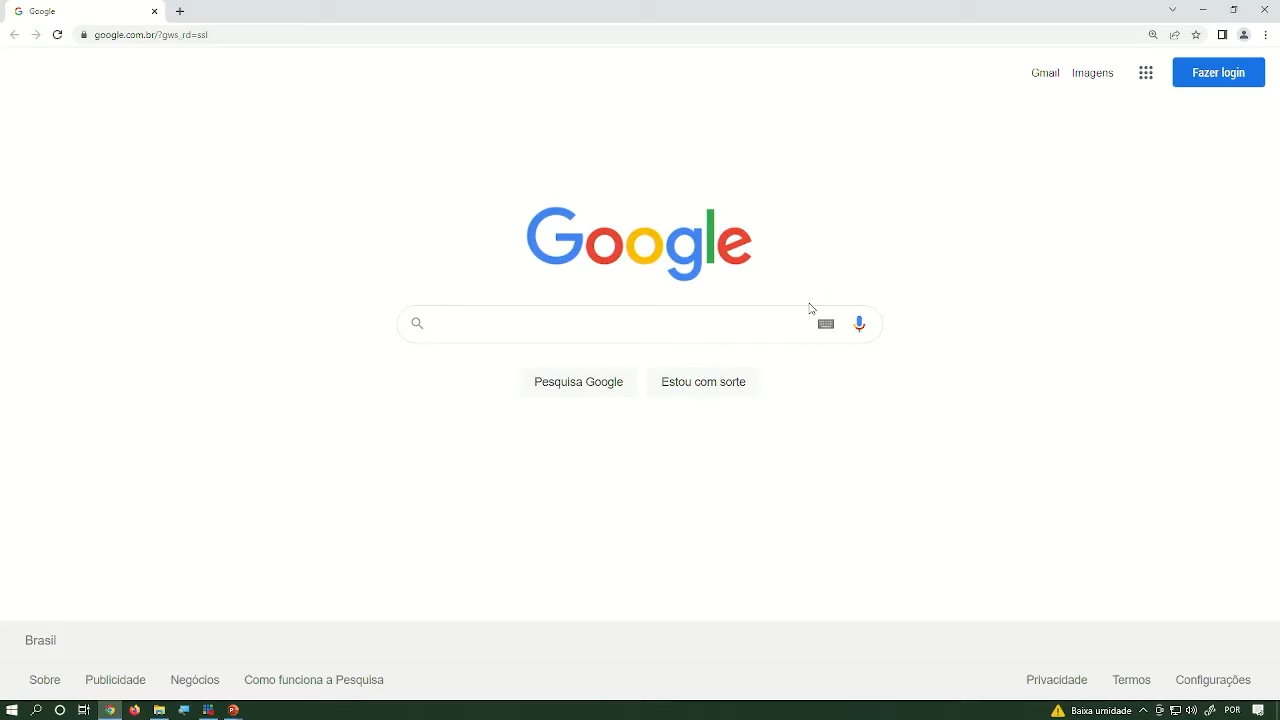 Google
google.com.br/?gws_rd=ssl
Gmail
Imagens
Fazer login
Google
Pesquisa Google
Estou com sorte
Brasil
Sobre
Publicidade
Negócios
Como funciona a Pesquisa
Privacidade
Termos
Configurações
Baixa umidade
POR